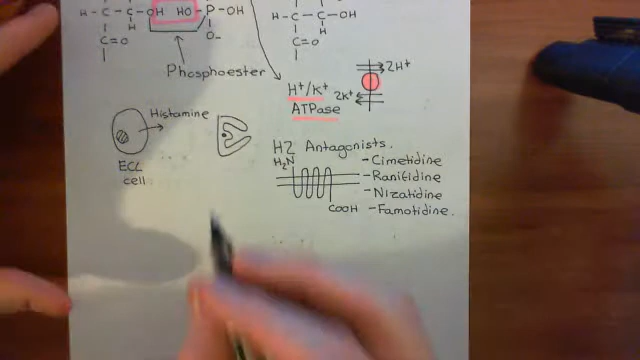 H-C-C-OH HO-P-OH
H O O-
C=O
H-C-C-OH
H
C=O
Phosphoester
H+/K+
ATPase
2H+
2K+
Histamine
ECL
cell
H2 Antagonists.
H2N
COOH
-Cimetidine
-Ranitidine
-Nizatidine
-Famotidine.